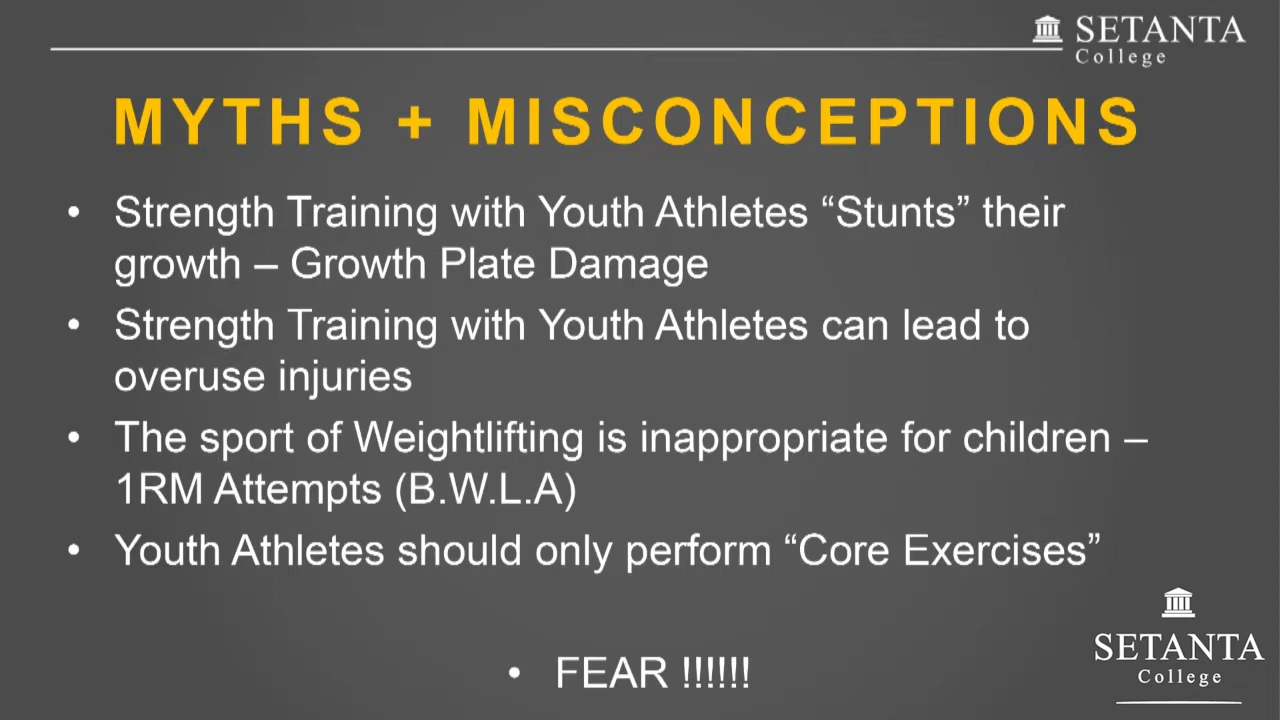 SETANTA
College
MYTHS + MISCONCEPTIONS
• Strength Training with Youth Athletes “Stunts” their
growth – Growth Plate Damage
• Strength Training with Youth Athletes can lead to
overuse injuries
• The sport of Weightlifting is inappropriate for children –
1RM Attempts (B.W.L.A)
• Youth Athletes should only perform “Core Exercises”
• FEAR !!!!!!
SETANTA
College